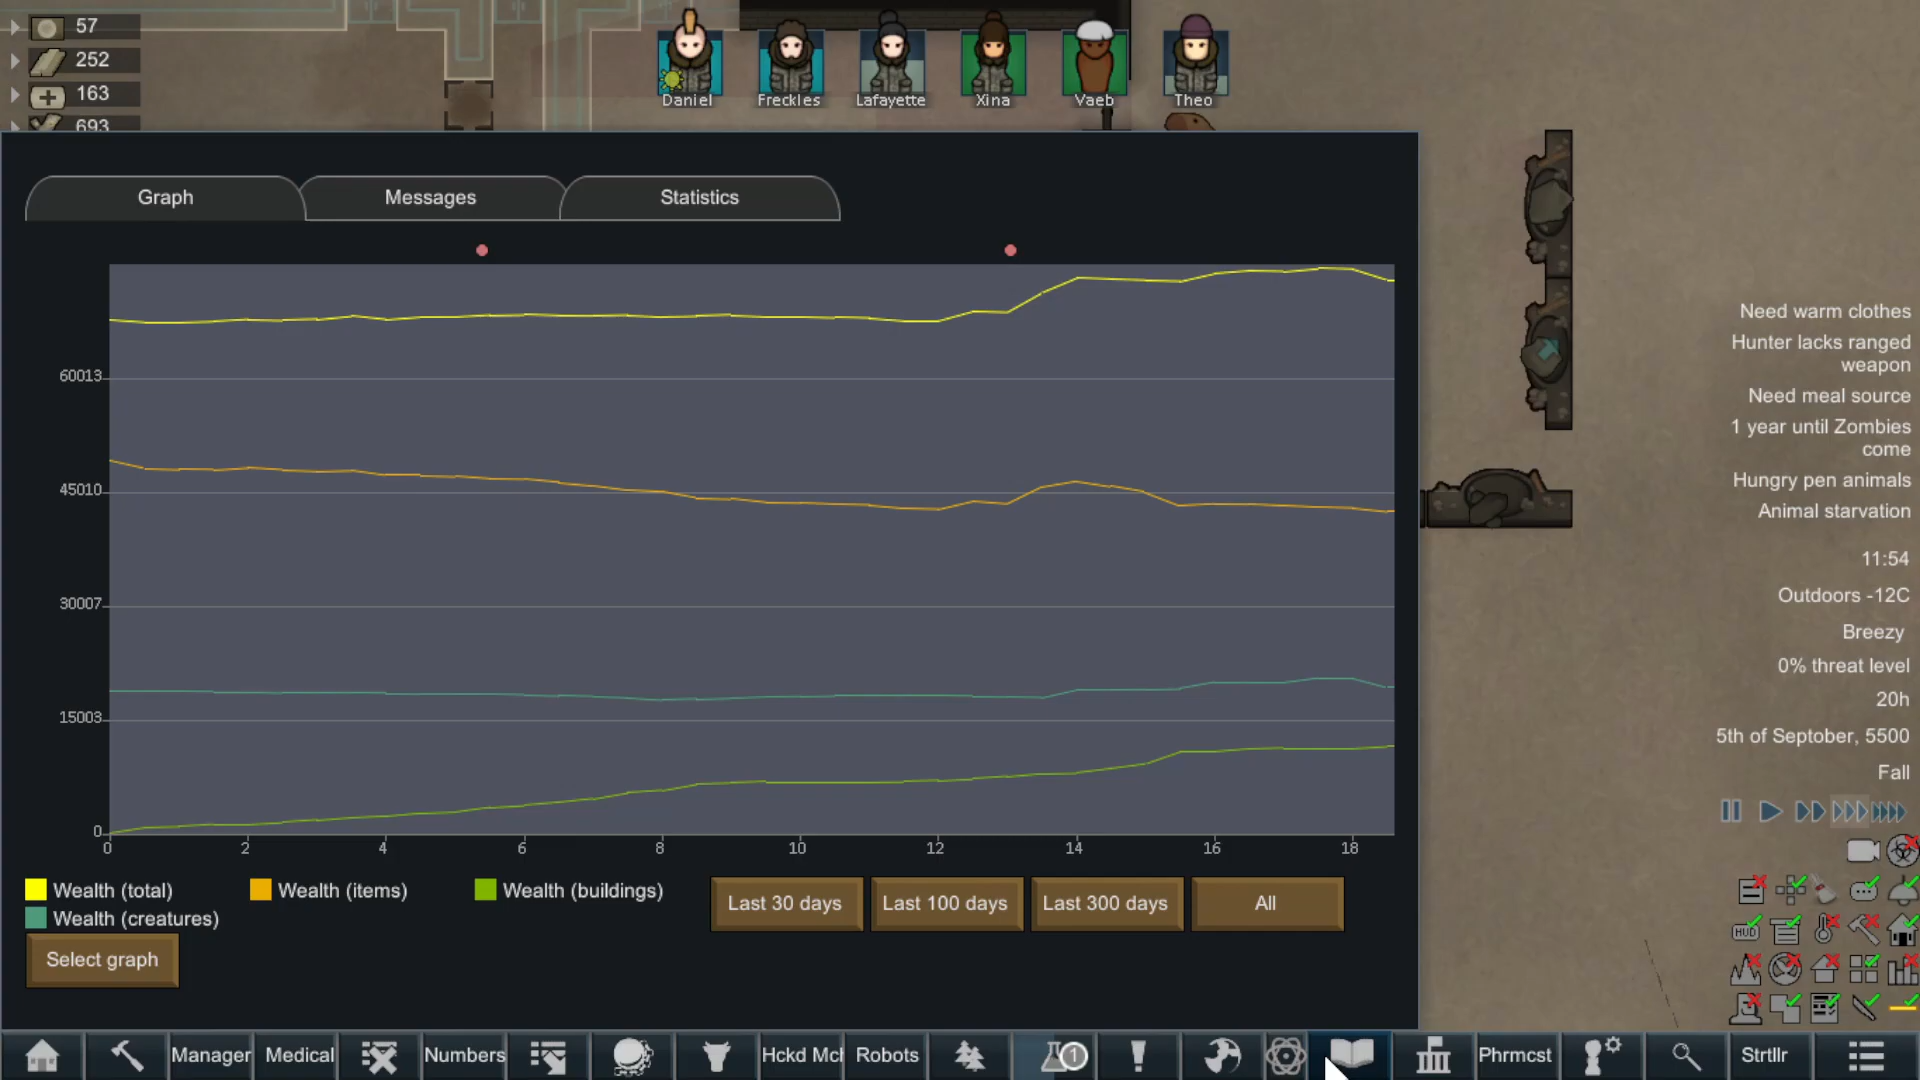 57
252
163
693
Daniel
Freckles
Lafayette
Xina
Vaeb
Theo
Graph
Messages
Statistics
60013
45010
30007
15003
0
0
2
4
6
8
10
12
14
16
18
Wealth (total)
Wealth (items)
Wealth (buildings)
Wealth (creatures)
Last 30 days
Last 100 days
Last 300 days
All
Select graph
Need warm clothes
Hunter lacks ranged
weapon
Need meal source
1 year until Zombies
come
Hungry pen animals
Animal starvation
11:54
Outdoors -12C
Breezy
0% threat level
20h
5th of Septober, 5500
Fall
HUD
Manager
Medical
Numbers
Hckd Mcl
Robots
1
Phrmcst
Strtllr